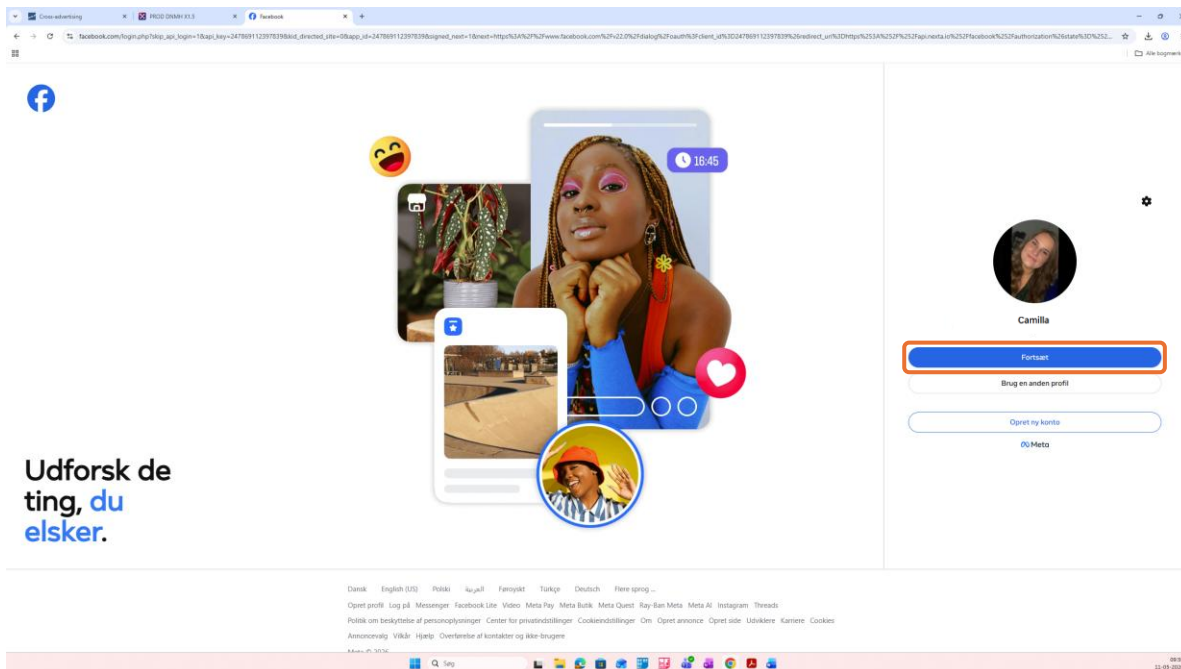 Cross-advertising
PROD DNMH X1.5
Facebook
Alle bogmærk
16:45
Camilla
Fortsæt
Brug en anden profil
Opret ny konto
Meta
Udforsk de
ting, du
elsker.
Dansk English (US) Polski العربية Føroyskt Türkçe Deutsch Flere sprog ...
Opret profil Log på Messenger Facebook Lite Video Meta Pay Meta Butik Meta Quest Ray-Ban Meta Meta AI Instagram Threads
Politik om beskyttelse af personoplysninger Center for privatindstillinger Cookieindstillinger Om Opret annonce Opret side Udviklere Karriere Cookies
Annoncevalg Vilkår Hjælp Overførelse af kontakter og ikke-brugere
Søg